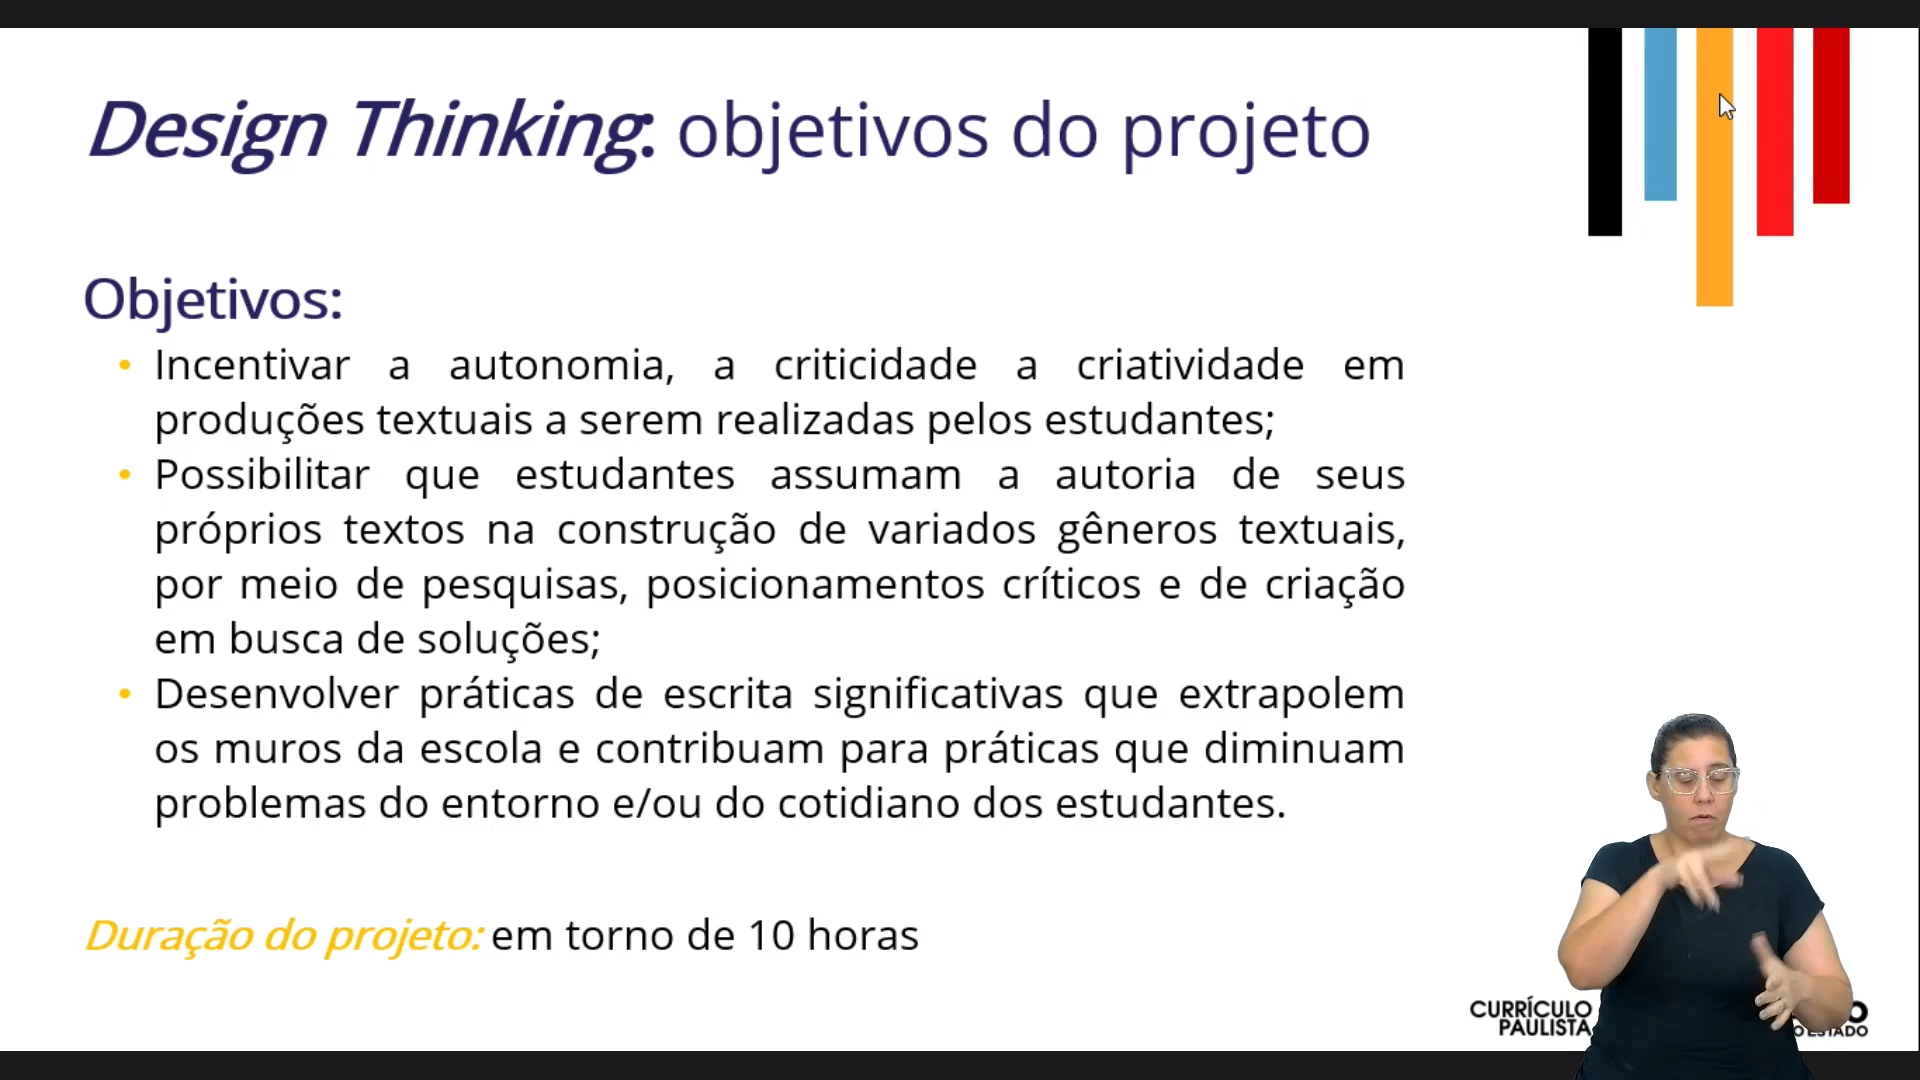 Design Thinking: objetivos do projeto
Objetivos:
• Incentivar a autonomia, a criticidade a criatividade em
produções textuais a serem realizadas pelos estudantes;
• Possibilitar que estudantes assumam a autoria de seus
próprios textos na construção de variados gêneros textuais,
por meio de pesquisas, posicionamentos críticos e de criação
em busca de soluções;
• Desenvolver práticas de escrita significativas que extrapolem
os muros da escola e contribuam para práticas que diminuam
problemas do entorno e/ou do cotidiano dos estudantes.
Duração do projeto: em torno de 10 horas
CURRÍCULO
PAULISTA